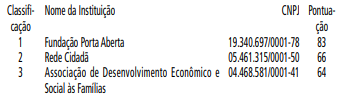 Classifi- Nome da Instituição CNPJ Pontua-
cação ção
1 Fundação Porta Aberta 19.340.697/0001-78 83
2 Rede Cidadã 05.461.315/0001-50 66
3 Associação de Desenvolvimento Econômico e 04.468.581/0001-41 64
Social às Famílias